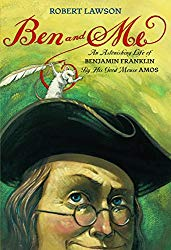 ROBERT LAWSON
Ben and Me
An Astonishing Life of
BENJAMIN FRANKLIN
By His Good Mouse AMOS